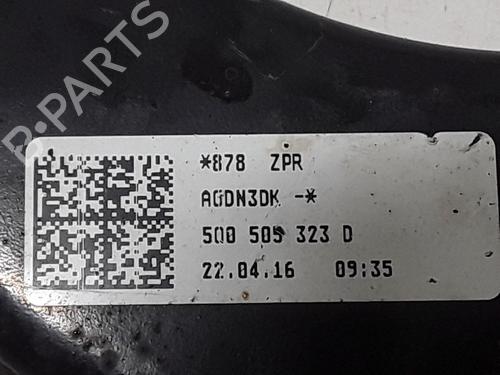 B-PARTS
*878 ZPR
AGDN3DK -*
5Q0 505 323 D
22.04.16 09:35